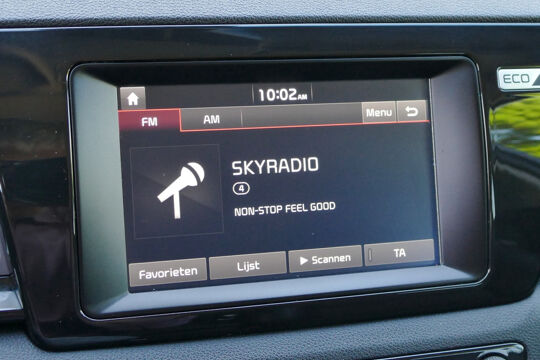 10:02AM
FM
AM
Menu
SKYRADIO
4
NON-STOP FEEL GOOD
Favorieten
Lijst
Scannen
TA
ECO